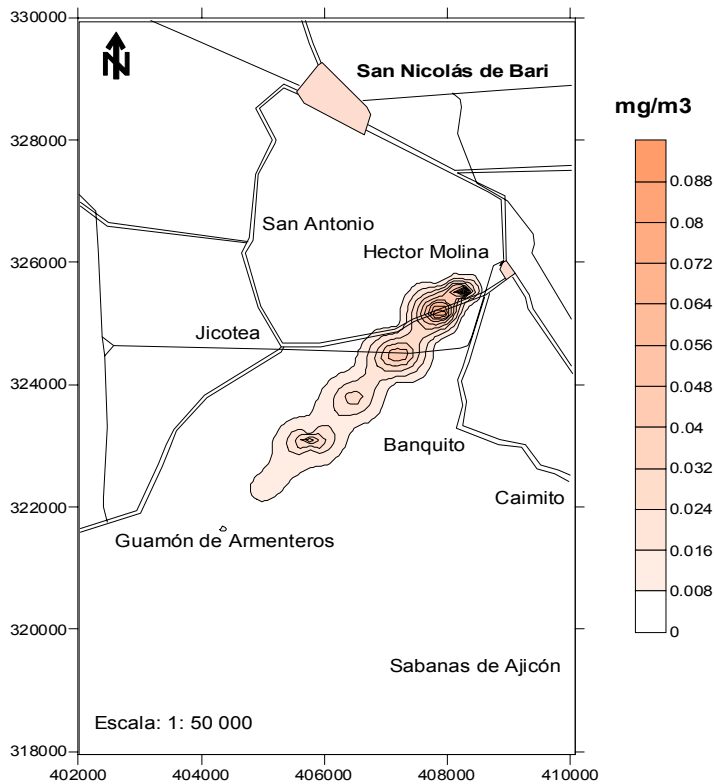 330000
328000
326000
324000
322000
320000
318000
402000
404000
406000
408000
410000
N
San Nicolás de Bari
San Antonio
Hector Molina
Jicotea
Banquito
Caimito
Guamón de Armenteros
Sabanas de Ajicón
Escala: 1: 50 000
mg/m3
0.088
0.08
0.072
0.064
0.056
0.048
0.04
0.032
0.024
0.016
0.008
0